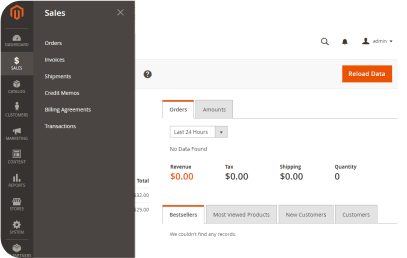 Sales
Orders
Invoices
Shipments
Credit Memos
Billing Agreements
Transactions
DASHBOARD
SALES
CATALOG
CUSTOMERS
MARKETING
CONTENT
REPORTS
STORES
SYSTEM
PARTNERS
admin
Reload Data
Orders Amounts
Last 24 Hours
No Data Found
Revenue Tax Shipping Quantity
$0.00 $0.00 $0.00 0
Total
$33.00
$29.00
Bestsellers Most Viewed Products New Customers Customers
We couldn't find any records.